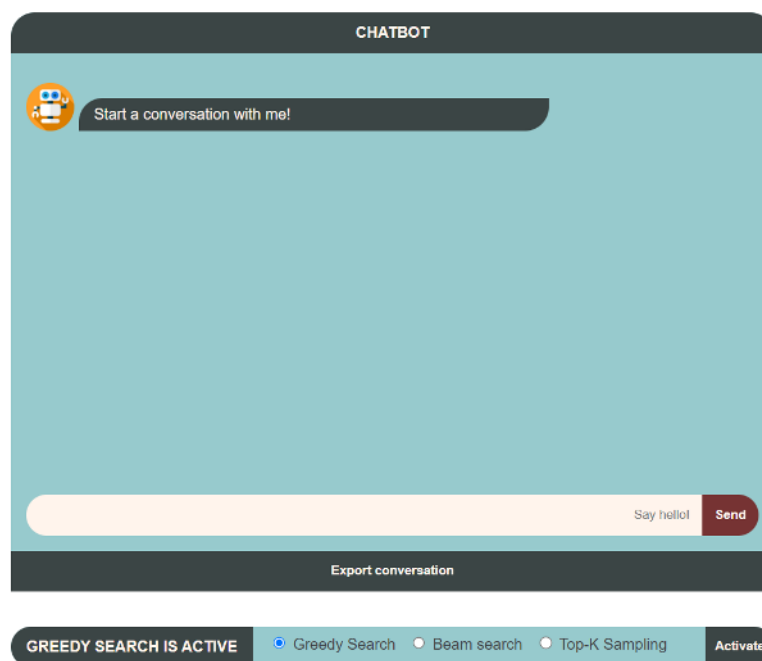 CHATBOT
Start a conversation with me!
Say hello! Send
Export conversation
GREEDY SEARCH IS ACTIVE Greedy Search Beam search Top-K Sampling Activate